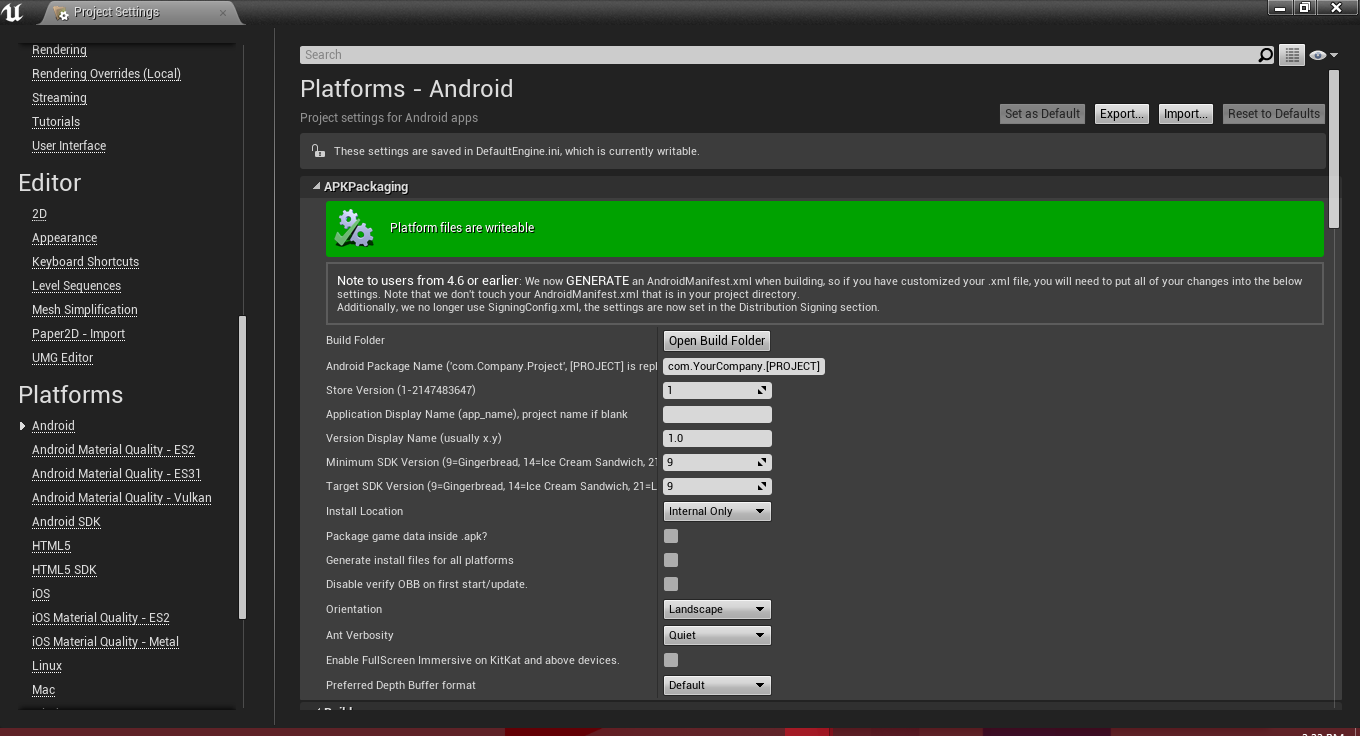 Project Settings
Rendering
Rendering Overrides (Local)
Streaming
Tutorials
User Interface
Editor
2D
Appearance
Keyboard Shortcuts
Level Sequences
Mesh Simplification
Paper2D - Import
UMG Editor
Platforms
Android
Android Material Quality - ES2
Android Material Quality - ES31
Android Material Quality - Vulkan
Android SDK
HTML5
HTML5 SDK
iOS
iOS Material Quality - ES2
iOS Material Quality - Metal
Linux
Mac
Search
Platforms - Android
Project settings for Android apps
Set as Default
Export...
Import...
Reset to Defaults
These settings are saved in DefaultEngine.ini, which is currently writable.
APKPackaging
Platform files are writeable
Note to users from 4.6 or earlier: We now GENERATE an AndroidManifest.xml when building, so if you have customized your .xml file, you will need to put all of your changes into the below
settings. Note that we don't touch your AndroidManifest.xml that is in your project directory.
Additionally, we no longer use SigningConfig.xml, the settings are now set in the Distribution Signing section.
Build Folder
Open Build Folder
Android Package Name ('com.Company.Project', [PROJECT] is repl
com.YourCompany.[PROJECT]
Store Version (1-2147483647)
1
Application Display Name (app_name), project name if blank
Version Display Name (usually x.y)
1.0
Minimum SDK Version (9=Gingerbread, 14=Ice Cream Sandwich, 21
9
Target SDK Version (9=Gingerbread, 14=Ice Cream Sandwich, 21=L
9
Install Location
Internal Only
Package game data inside .apk?
Generate install files for all platforms
Disable verify OBB on first start/update.
Orientation
Landscape
Ant Verbosity
Quiet
Enable FullScreen Immersive on KitKat and above devices.
Preferred Depth Buffer format
Default